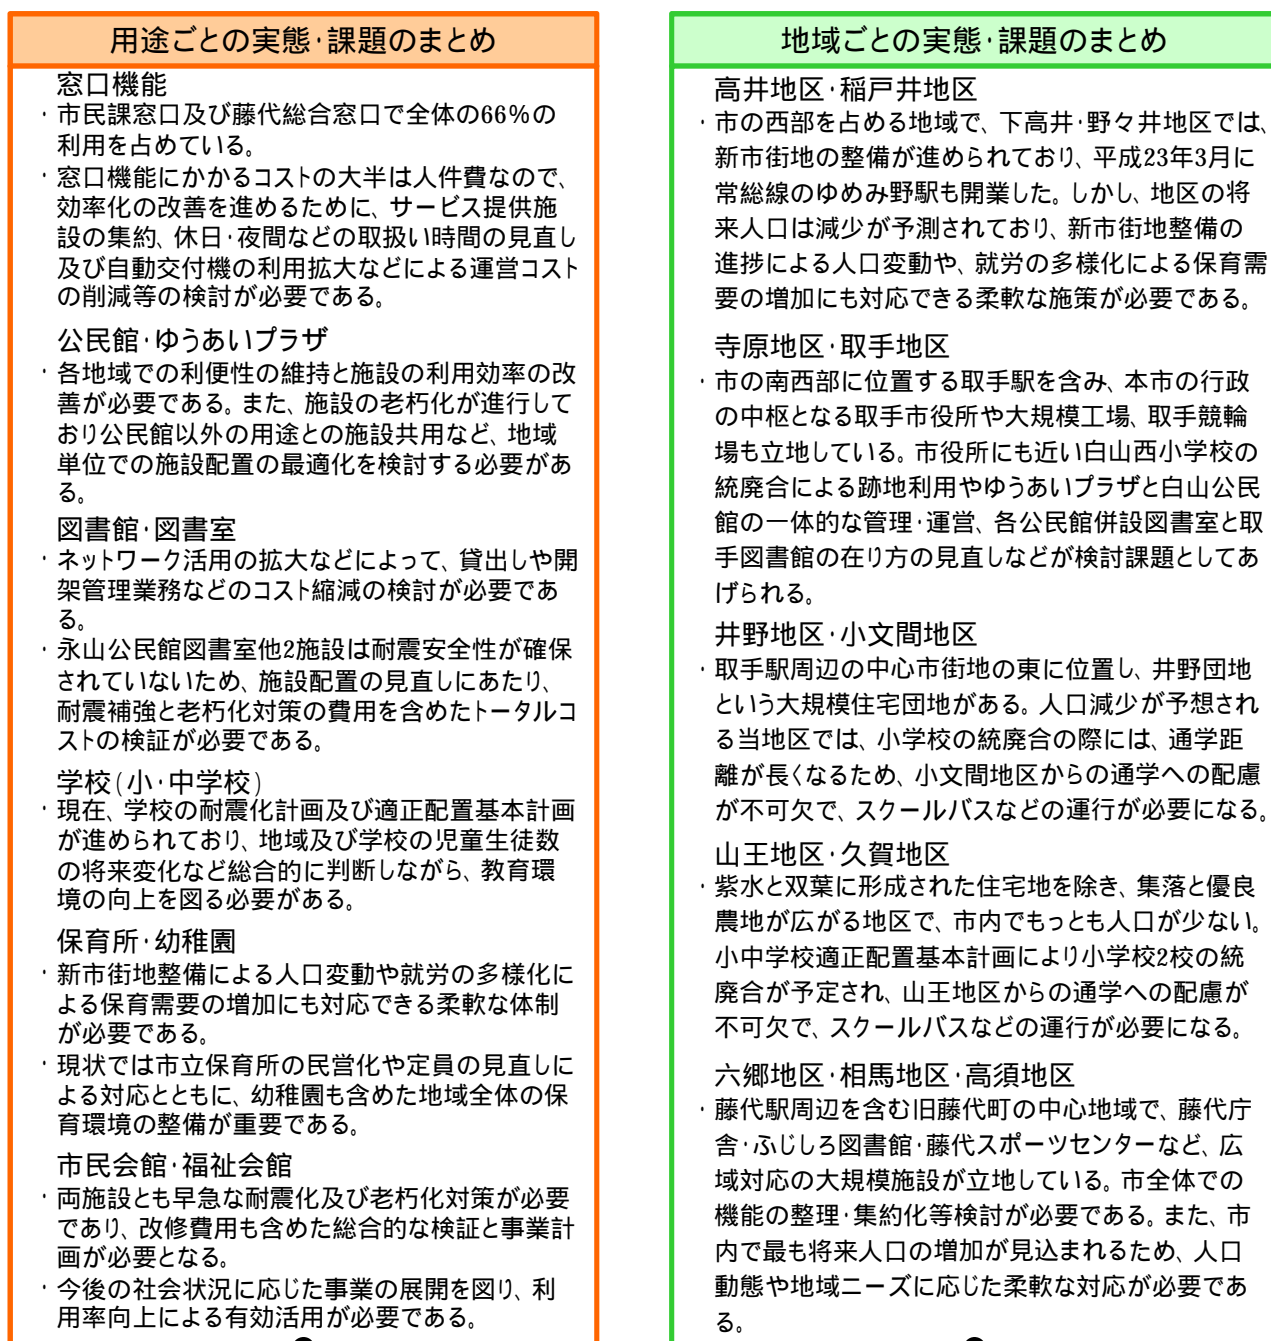 用途ごとの実態・課題のまとめ
窓口機能
・市民課窓口及び藤代総合窓口で全体の66％の
利用を占めている。
・窓口機能にかかるコストの大半は人件費なので、
効率化の改善を進めるために、サービス提供施
設の集約、休日・夜間などの取扱い時間の見直し
及び自動交付機の利用拡大などによる運営コスト
の削減等の検討が必要である。
公民館・ゆうあいプラザ
・各地域での利便性の維持と施設の利用効率の改
善が必要である。また、施設の老朽化が進行して
おり公民館以外の用途との施設共用など、地域
単位での施設配置の最適化を検討する必要があ
る。
図書館・図書室
・ネットワーク活用の拡大などによって、貸出しや開
架管理業務などのコスト縮減の検討が必要であ
る。
・永山公民館図書室他2施設は耐震安全性が確保
されていないため、施設配置の見直しにあたり、
耐震補強と老朽化対策の費用を含めたトータルコ
ストの検証が必要である。
学校（小・中学校）
・現在、学校の耐震化計画及び適正配置基本計画
が進められており、地域及び学校の児童生徒数
の将来変化など総合的に判断しながら、教育環
境の向上を図る必要がある。
保育所・幼稚園
・新市街地整備による人口変動や就労の多様化に
よる保育需要の増加にも対応できる柔軟な体制
が必要である。
・現状では市立保育所の民営化や定員の見直しに
よる対応とともに、幼稚園も含めた地域全体の保
育環境の整備が重要である。
市民会館・福祉会館
・両施設とも早急な耐震化及び老朽化対策が必要
であり、改修費用も含めた総合的な検証と事業計
画が必要となる。
・今後の社会状況に応じた事業の展開を図り、利
用率向上による有効活用が必要である。
地域ごとの実態・課題のまとめ
高井地区・稲戸井地区
・市の西部を占める地域で、下高井・野々井地区では、
新市街地の整備が進められており、平成23年3月に
常総線のゆめみ野駅も開業した。しかし、地区の将
来人口は減少が予測されており、新市街地整備の
進捗による人口変動や、就労の多様化による保育需
要の増加にも対応できる柔軟な施策が必要である。
寺原地区・取手地区
・市の南西部に位置する取手駅を含み、本市の行政
の中枢となる取手市役所や大規模工場、取手競輪
場も立地している。市役所にも近い白山西小学校の
統廃合による跡地利用やゆうあいプラザと白山公民
館の一体的な管理・運営、各公民館併設図書室と取
手図書館の在り方の見直しなどが検討課題としてあ
げられる。
井野地区・小文間地区
・取手駅周辺の中心市街地の東に位置し、井野団地
という大規模住宅団地がある。人口減少が予想され
る当地区では、小学校の統廃合の際には、通学距
離が長くなるため、小文間地区からの通学への配慮
が不可欠で、スクールバスなどの運行が必要になる。
山王地区・久賀地区
・紫水と双葉に形成された住宅地を除き、集落と優良
農地が広がる地区で、市内でもっとも人口が少ない。
小中学校適正配置基本計画により小学校2校の統
廃合が予定され、山王地区からの通学への配慮が
不可欠で、スクールバスなどの運行が必要になる。
六郷地区・相馬地区・高須地区
・藤代駅周辺を含む旧藤代町の中心地域で、藤代庁
舎・ふじしろ図書館・藤代スポーツセンターなど、広
域対応の大規模施設が立地している。市全体での
機能の整理・集約化等検討が必要である。また、市
内で最も将来人口の増加が見込まれるため、人口
動態や地域ニーズに応じた柔軟な対応が必要であ
る。